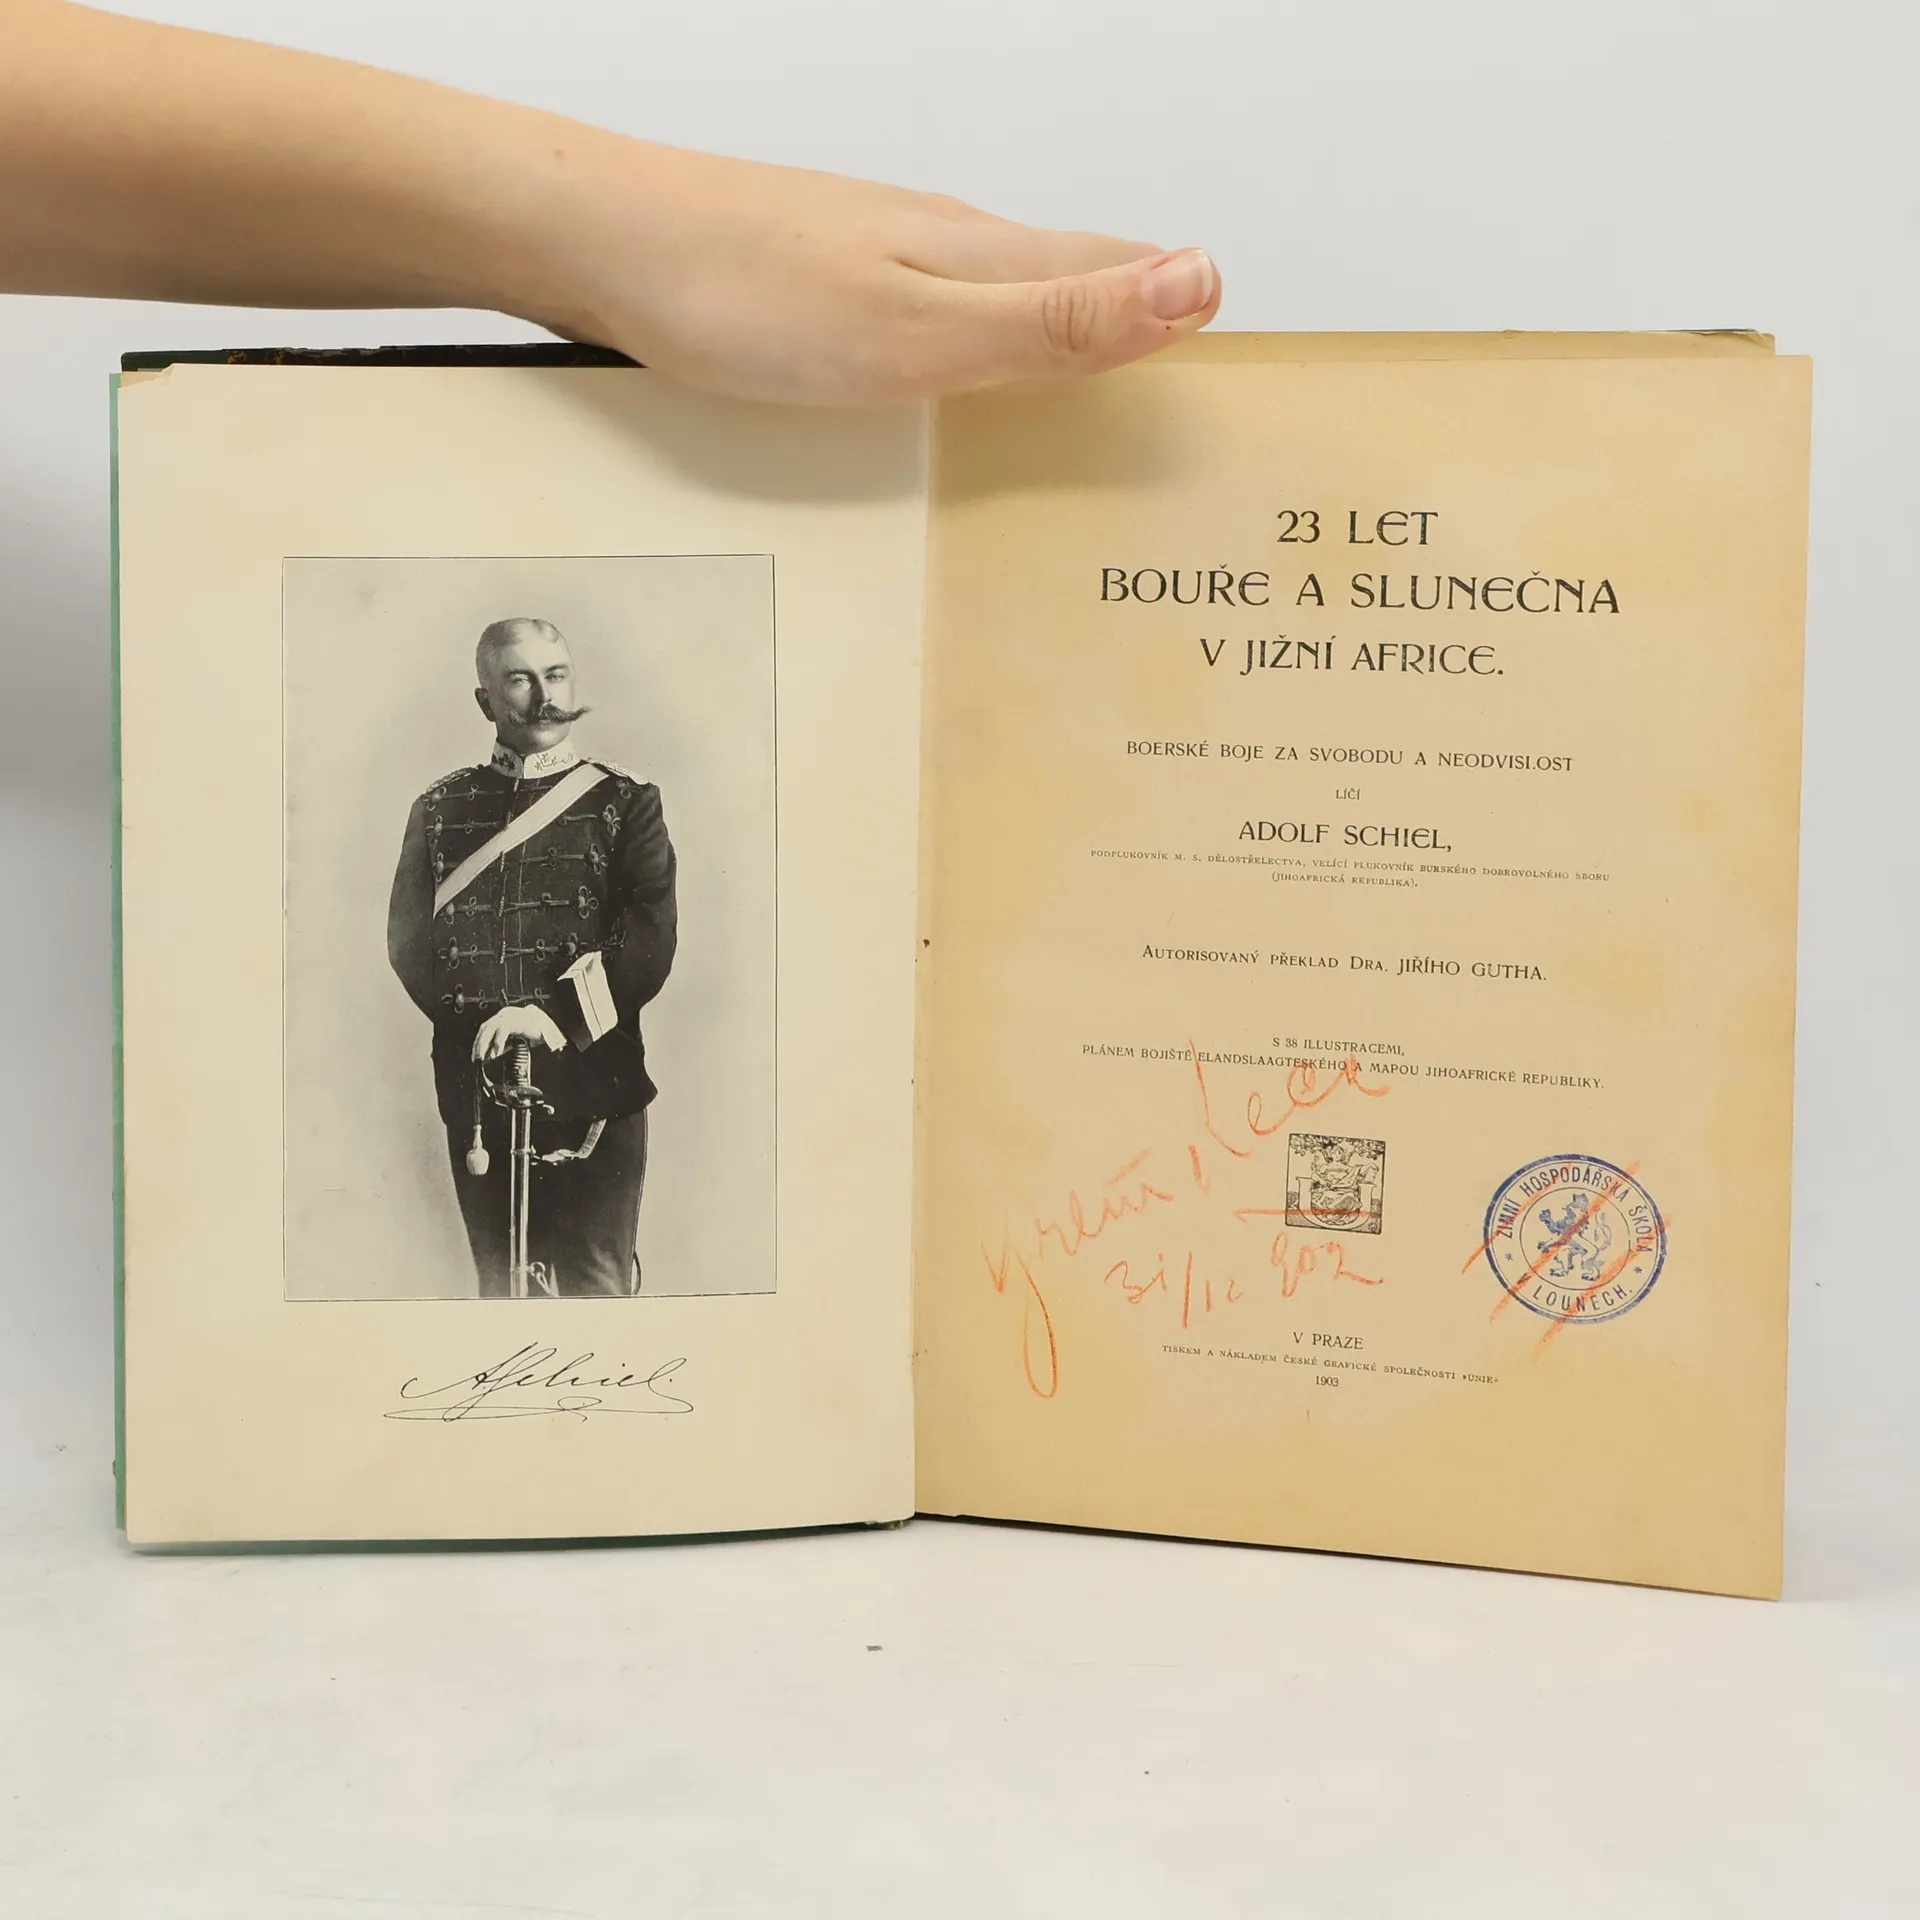 23 LET
BOUŘE A SLUNEČNA
V JIŽNÍ AFRICE.
BOERSKÉ BOJE ZA SVOBODU A NEODVISLOST
LÍČÍ
ADOLF SCHIEL,
PODPLUKOVNÍK M. S. DĚLOSTŘELECTVA, VELÍCÍ PLUKOVNÍK BURSKÉHO DOBROVOLNÉHO SBORU
(JIHOAFRICKÁ REPUBLIKA).
AUTORISOVANÝ PŘEKLAD DRA. JIŘÍHO GUTHA.
S 38 ILLUSTRACEMI,
PLÁNEM BOJIŠTĚ ELANDSLAAGTESKÉHO A MAPOU JIHOAFRICKÉ REPUBLIKY.
31/12 902
ZIMNÍ HOSPODÁŘSKÁ ŠKOLA
V LOUNECH.
V PRAZE
TISKEM A NÁKLADEM ČESKÉ GRAFICKÉ SPOLEČNOSTI »UNIE«
1903
A. Schiel.